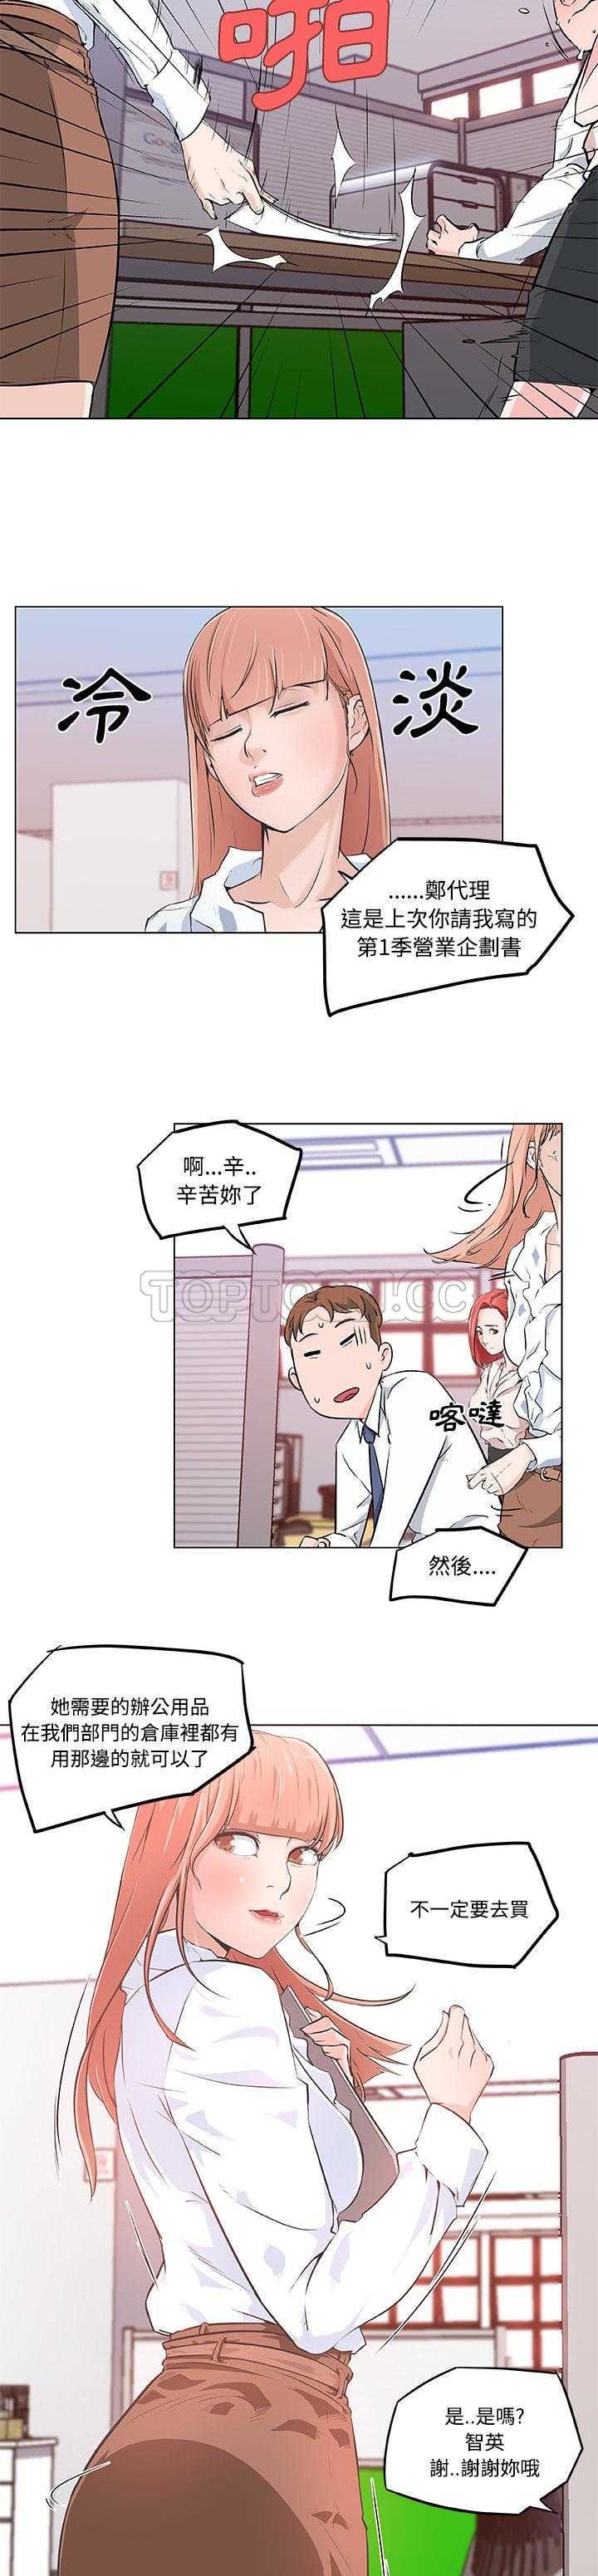 啪
Google
冷淡
......鄭代理
這是上次你請我寫的
第1季營業企劃書
啊...辛..
辛苦妳了
TOPTOON.CC
喀噠
然後....
她需要的辦公用品
在我們部門的倉庫裡都有
用那邊的就可以了
不一定要去買
是..是嗎?
智英
謝..謝謝妳哦